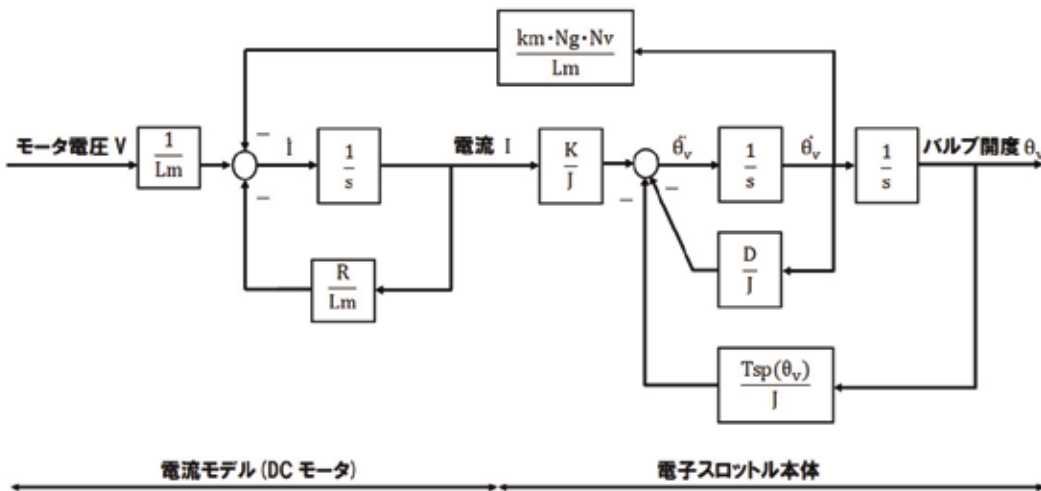 km・Ng・Nv
Lm
モータ電圧 V
1
Lm
−
−
i̇
1
s
電流 I
K
J
−
−
θ̈v
1
s
θ̇v
1
s
バルブ開度 θv
R
Lm
D
J
Tsp(θv)
J
電流モデル(DC モータ)
電子スロットル本体